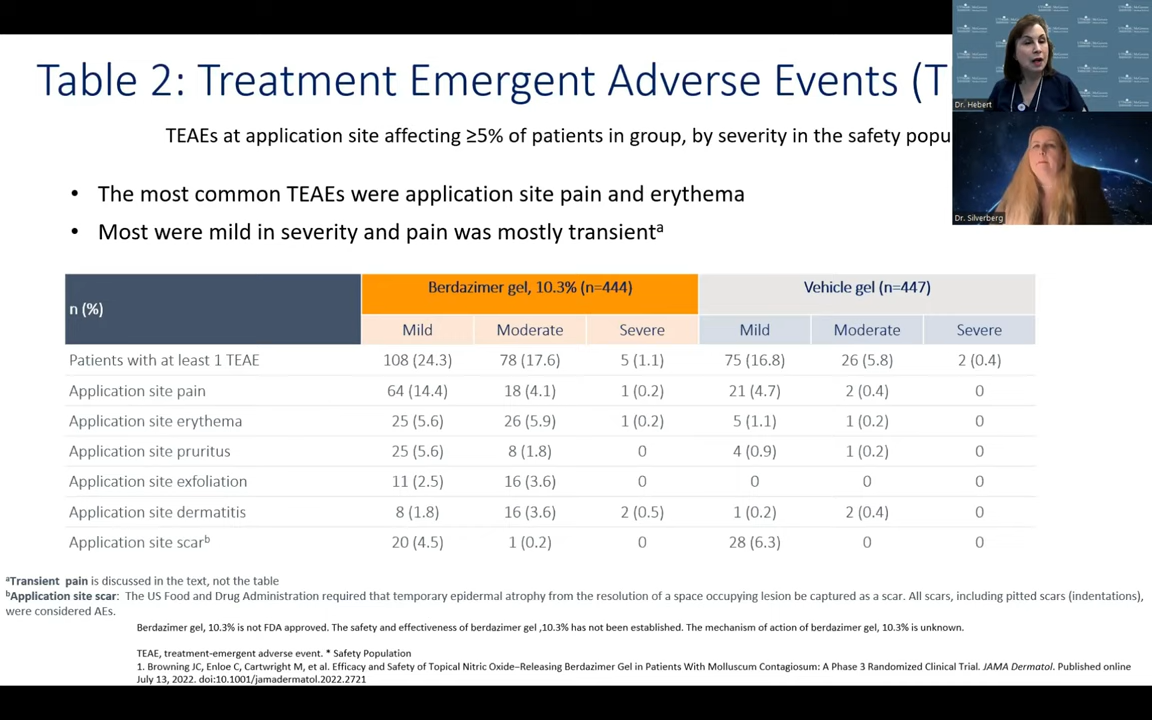 Table 2: Treatment Emergent Adverse Events (T
TEAEs at application site affecting ≥5% of patients in group, by severity in the safety popu
Dr. Hebert
Dr. Silverberg
• The most common TEAEs were application site pain and erythema
• Most were mild in severity and pain was mostly transientᵃ
n (%) Berdazimer gel, 10.3% (n=444) Vehicle gel (n=447)
Mild Moderate Severe Mild Moderate Severe
Patients with at least 1 TEAE 108 (24.3) 78 (17.6) 5 (1.1) 75 (16.8) 26 (5.8) 2 (0.4)
Application site pain 64 (14.4) 18 (4.1) 1 (0.2) 21 (4.7) 2 (0.4) 0
Application site erythema 25 (5.6) 26 (5.9) 1 (0.2) 5 (1.1) 1 (0.2) 0
Application site pruritus 25 (5.6) 8 (1.8) 0 4 (0.9) 1 (0.2) 0
Application site exfoliation 11 (2.5) 16 (3.6) 0 0 0 0
Application site dermatitis 8 (1.8) 16 (3.6) 2 (0.5) 1 (0.2) 2 (0.4) 0
Application site scarᵇ 20 (4.5) 1 (0.2) 0 28 (6.3) 0 0
ᵃTransient pain is discussed in the text, not the table
ᵇApplication site scar: The US Food and Drug Administration required that temporary epidermal atrophy from the resolution of a space occupying lesion be captured as a scar. All scars, including pitted scars (indentations),
were considered AEs.
Berdazimer gel, 10.3% is not FDA approved. The safety and effectiveness of berdazimer gel ,10.3% has not been established. The mechanism of action of berdazimer gel, 10.3% is unknown.
TEAE, treatment-emergent adverse event. * Safety Population
1. Browning JC, Enloe C, Cartwright M, et al. Efficacy and Safety of Topical Nitric Oxide–Releasing Berdazimer Gel in Patients With Molluscum Contagiosum: A Phase 3 Randomized Clinical Trial. JAMA Dermatol. Published online
July 13, 2022. doi:10.1001/jamadermatol.2022.2721